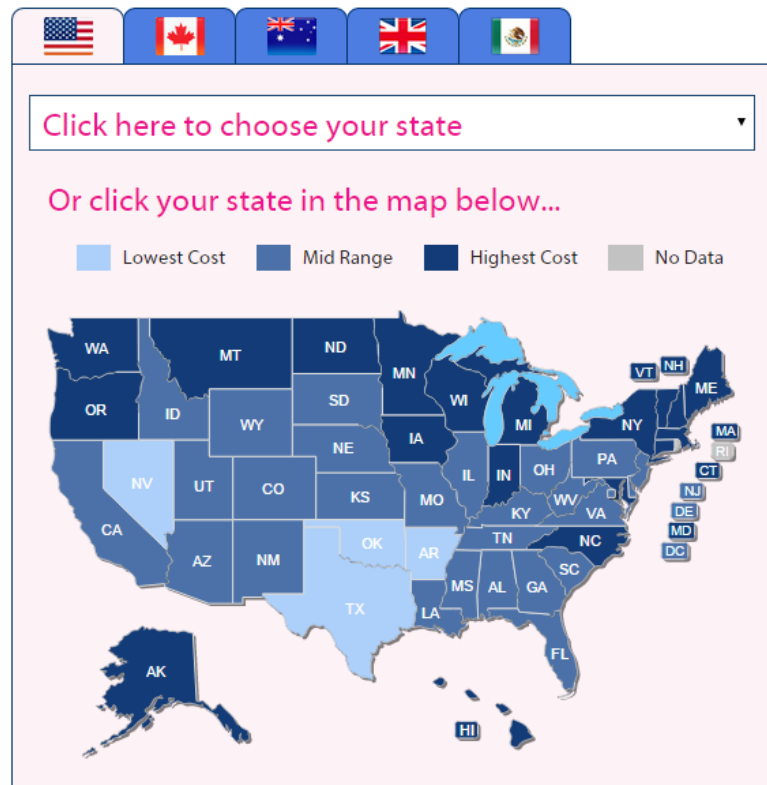 Click here to choose your state
Or click your state in the map below...
Lowest Cost Mid Range Highest Cost No Data
WA MT ND MN VT NH ME
OR ID SD WI MI NY
WY IA MA
NE PA RI
NV UT CO IL IN OH CT
CA KS MO WV VA NJ
KY DE
AZ NM OK AR TN NC MD
SC DC
TX MS AL GA
LA
FL
AK
HI